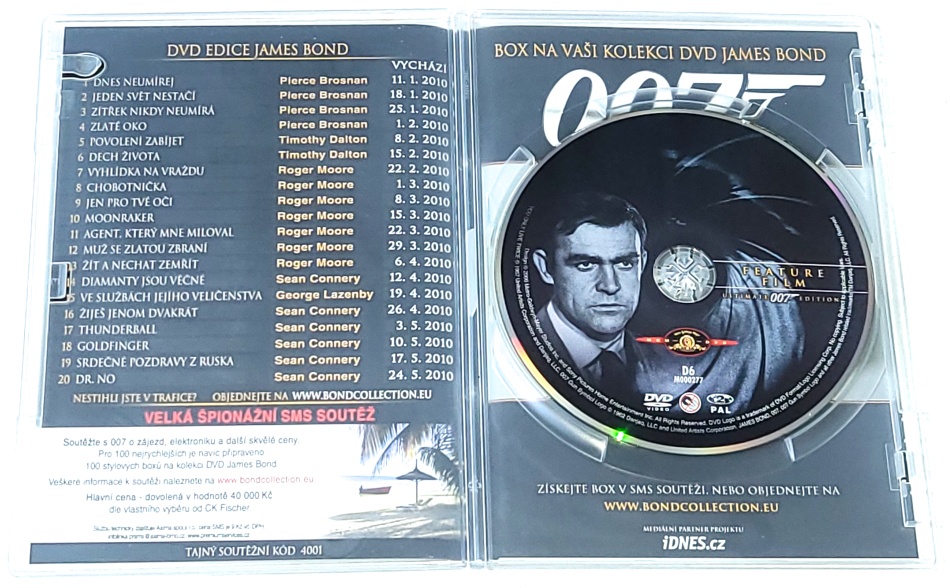 DVD EDICE JAMES BOND
VYCHÁZÍ
1 DNES NEUMÍREJ Pierce Brosnan 11. 1. 2010
2 JEDEN SVĚT NESTAČÍ Pierce Brosnan 18. 1. 2010
3 ZÍTŘEK NIKDY NEUMÍRÁ Pierce Brosnan 25. 1. 2010
4 ZLATÉ OKO Pierce Brosnan 1. 2. 2010
5 POVOLENÍ ZABÍJET Timothy Dalton 8. 2. 2010
6 DECH ŽIVOTA Timothy Dalton 15. 2. 2010
7 VYHLÍDKA NA VRAŽDU Roger Moore 22. 2. 2010
8 CHOBOTNIČKA Roger Moore 1. 3. 2010
9 JEN PRO TVÉ OČI Roger Moore 8. 3. 2010
10 MOONRAKER Roger Moore 15. 3. 2010
11 AGENT, KTERÝ MNE MILOVAL Roger Moore 22. 3. 2010
12 MUŽ SE ZLATOU ZBRANÍ Roger Moore 29. 3. 2010
13 ŽÍT A NECHAT ZEMŘÍT Roger Moore 6. 4. 2010
14 DIAMANTY JSOU VĚČNÉ Sean Connery 12. 4. 2010
15 VE SLUŽBÁCH JEJÍHO VELIČENSTVA George Lazenby 19. 4. 2010
16 ŽIJEŠ JENOM DVAKRÁT Sean Connery 26. 4. 2010
17 THUNDERBALL Sean Connery 3. 5. 2010
18 GOLDFINGER Sean Connery 10. 5. 2010
19 SRDEČNÉ POZDRAVY Z RUSKA Sean Connery 17. 5. 2010
20 DR. NO Sean Connery 24. 5. 2010
NESTIHLI JSTE V TRAFICE? OBJEDNEJTE NA WWW.BONDCOLLECTION.EU
VELKÁ ŠPIONÁŽNÍ SMS SOUTĚŽ
Soutěžte s 007 o zájezd, elektroniku a další skvělé ceny.
Pro 100 nejrychlejších je navíc připraveno
100 stylových boxů na kolekci DVD James Bond.
Veškeré informace k soutěži naleznete na www.bondcollection.eu
Hlavní cena - dovolená v hodnotě 40 000 Kč
dle vlastního výběru od CK Fischer
TAJNÝ SOUTĚŽNÍ KÓD 4001
BOX NA VAŠI KOLEKCI DVD JAMES BOND
007
FEATURE
FILM
ULTIMATE 007 EDITION
D6
M000277
DVD
VIDEO
PAL
ZÍSKEJTE BOX V SMS SOUTĚŽI. NEBO OBJEDNEJTE NA
WWW.BONDCOLLECTION.EU
MEDIÁLNÍ PARTNER PROJEKTU
iDNES.cz